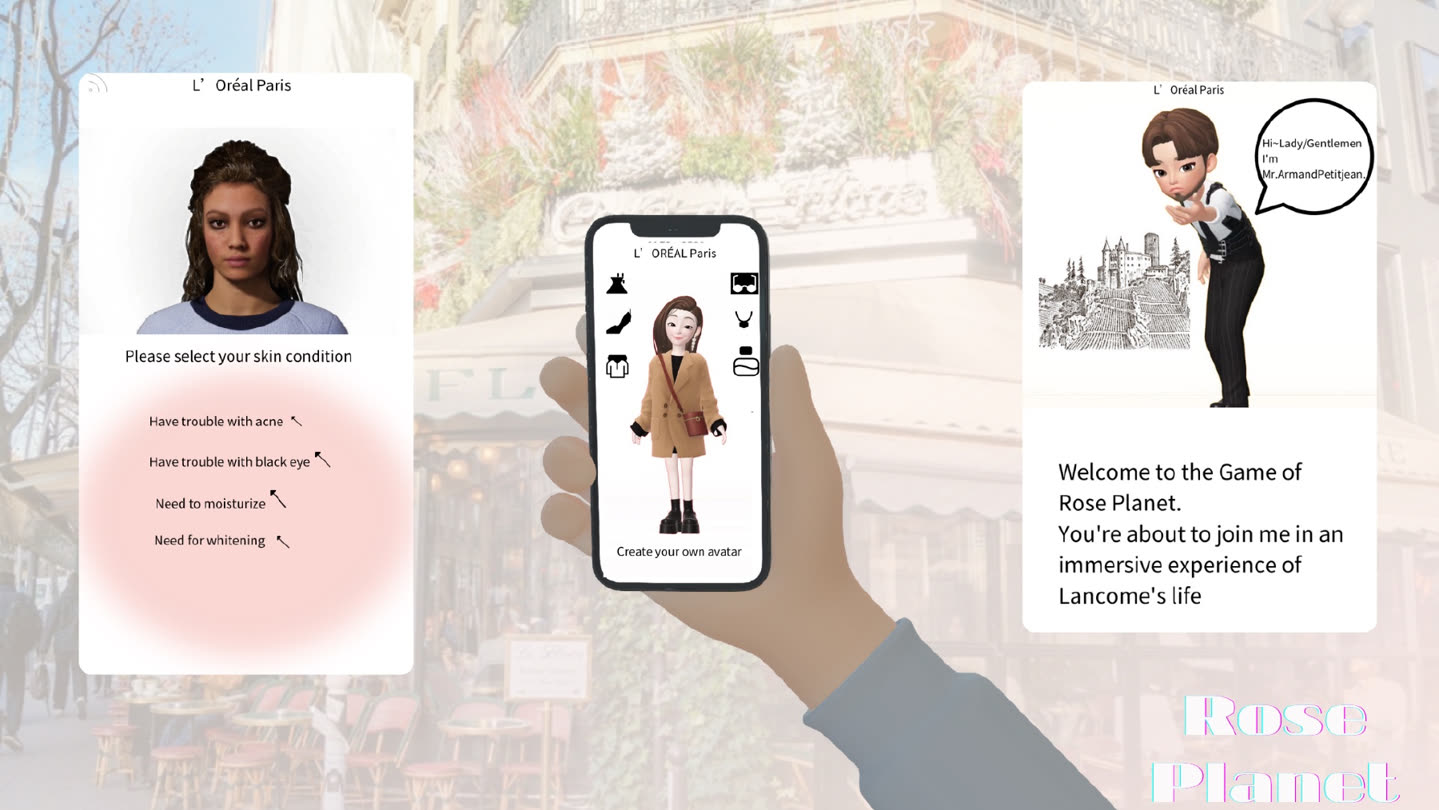 L’Oréal Paris
Please select your skin condition
Have trouble with acne
Have trouble with black eye
Need to moisturize
Need for whitening
L’ORÉAL Paris
Create your own avatar
L’Oréal Paris
Hi~Lady/Gentlemen
I'm
Mr.ArmandPetitjean.
Welcome to the Game of
Rose Planet.
You're about to join me in an
immersive experience of
Lancome's life
Rose
Planet